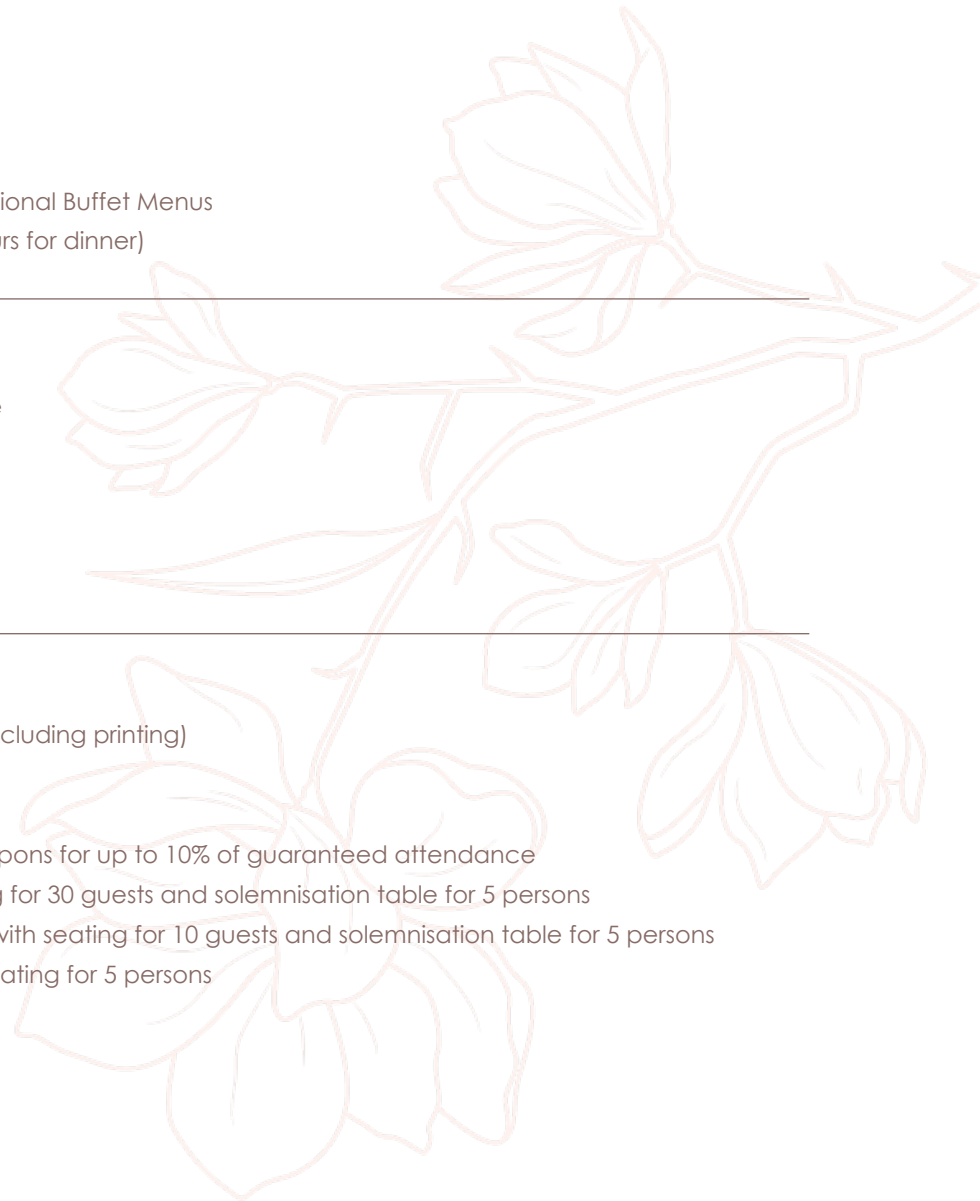 ional Buffet Menus
urs for dinner)
e
cluding printing)
pons for up to 10% of guaranteed attendance
g for 30 guests and solemnisation table for 5 persons
with seating for 10 guests and solemnisation table for 5 persons
ating for 5 persons